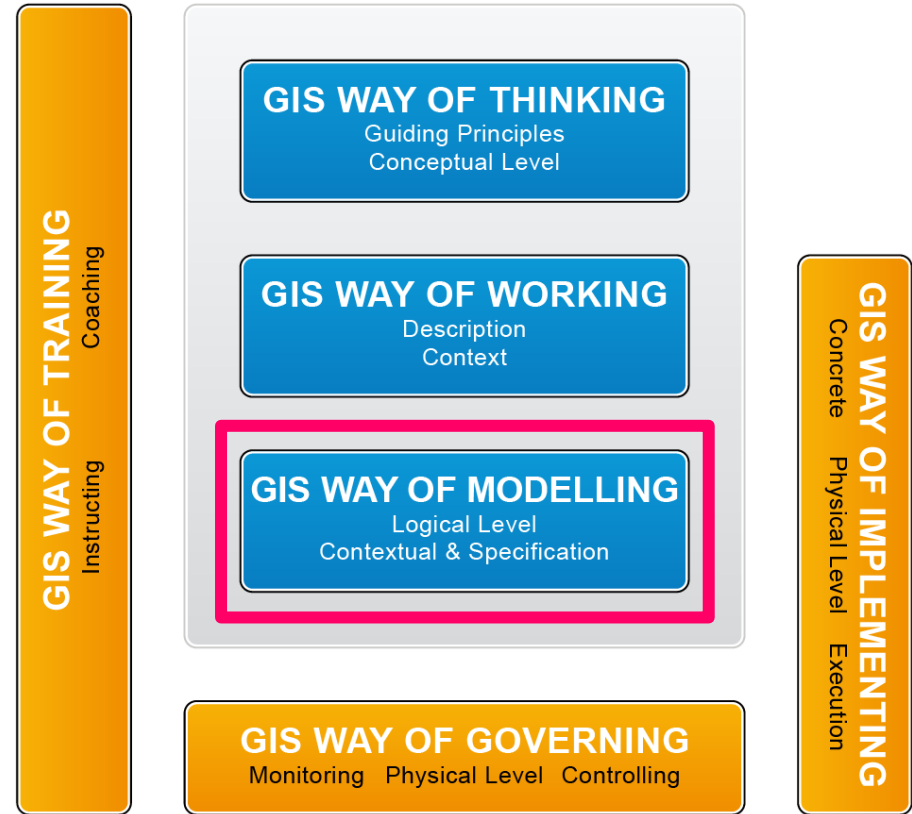 GIS WAY OF TRAINING
Instructing Coaching
GIS WAY OF THINKING
Guiding Principles
Conceptual Level
GIS WAY OF WORKING
Description
Context
GIS WAY OF MODELLING
Logical Level
Contextual & Specification
GIS WAY OF GOVERNING
Monitoring Physical Level Controlling
GIS WAY OF IMPLEMENTING
Concrete Physical Level Execution